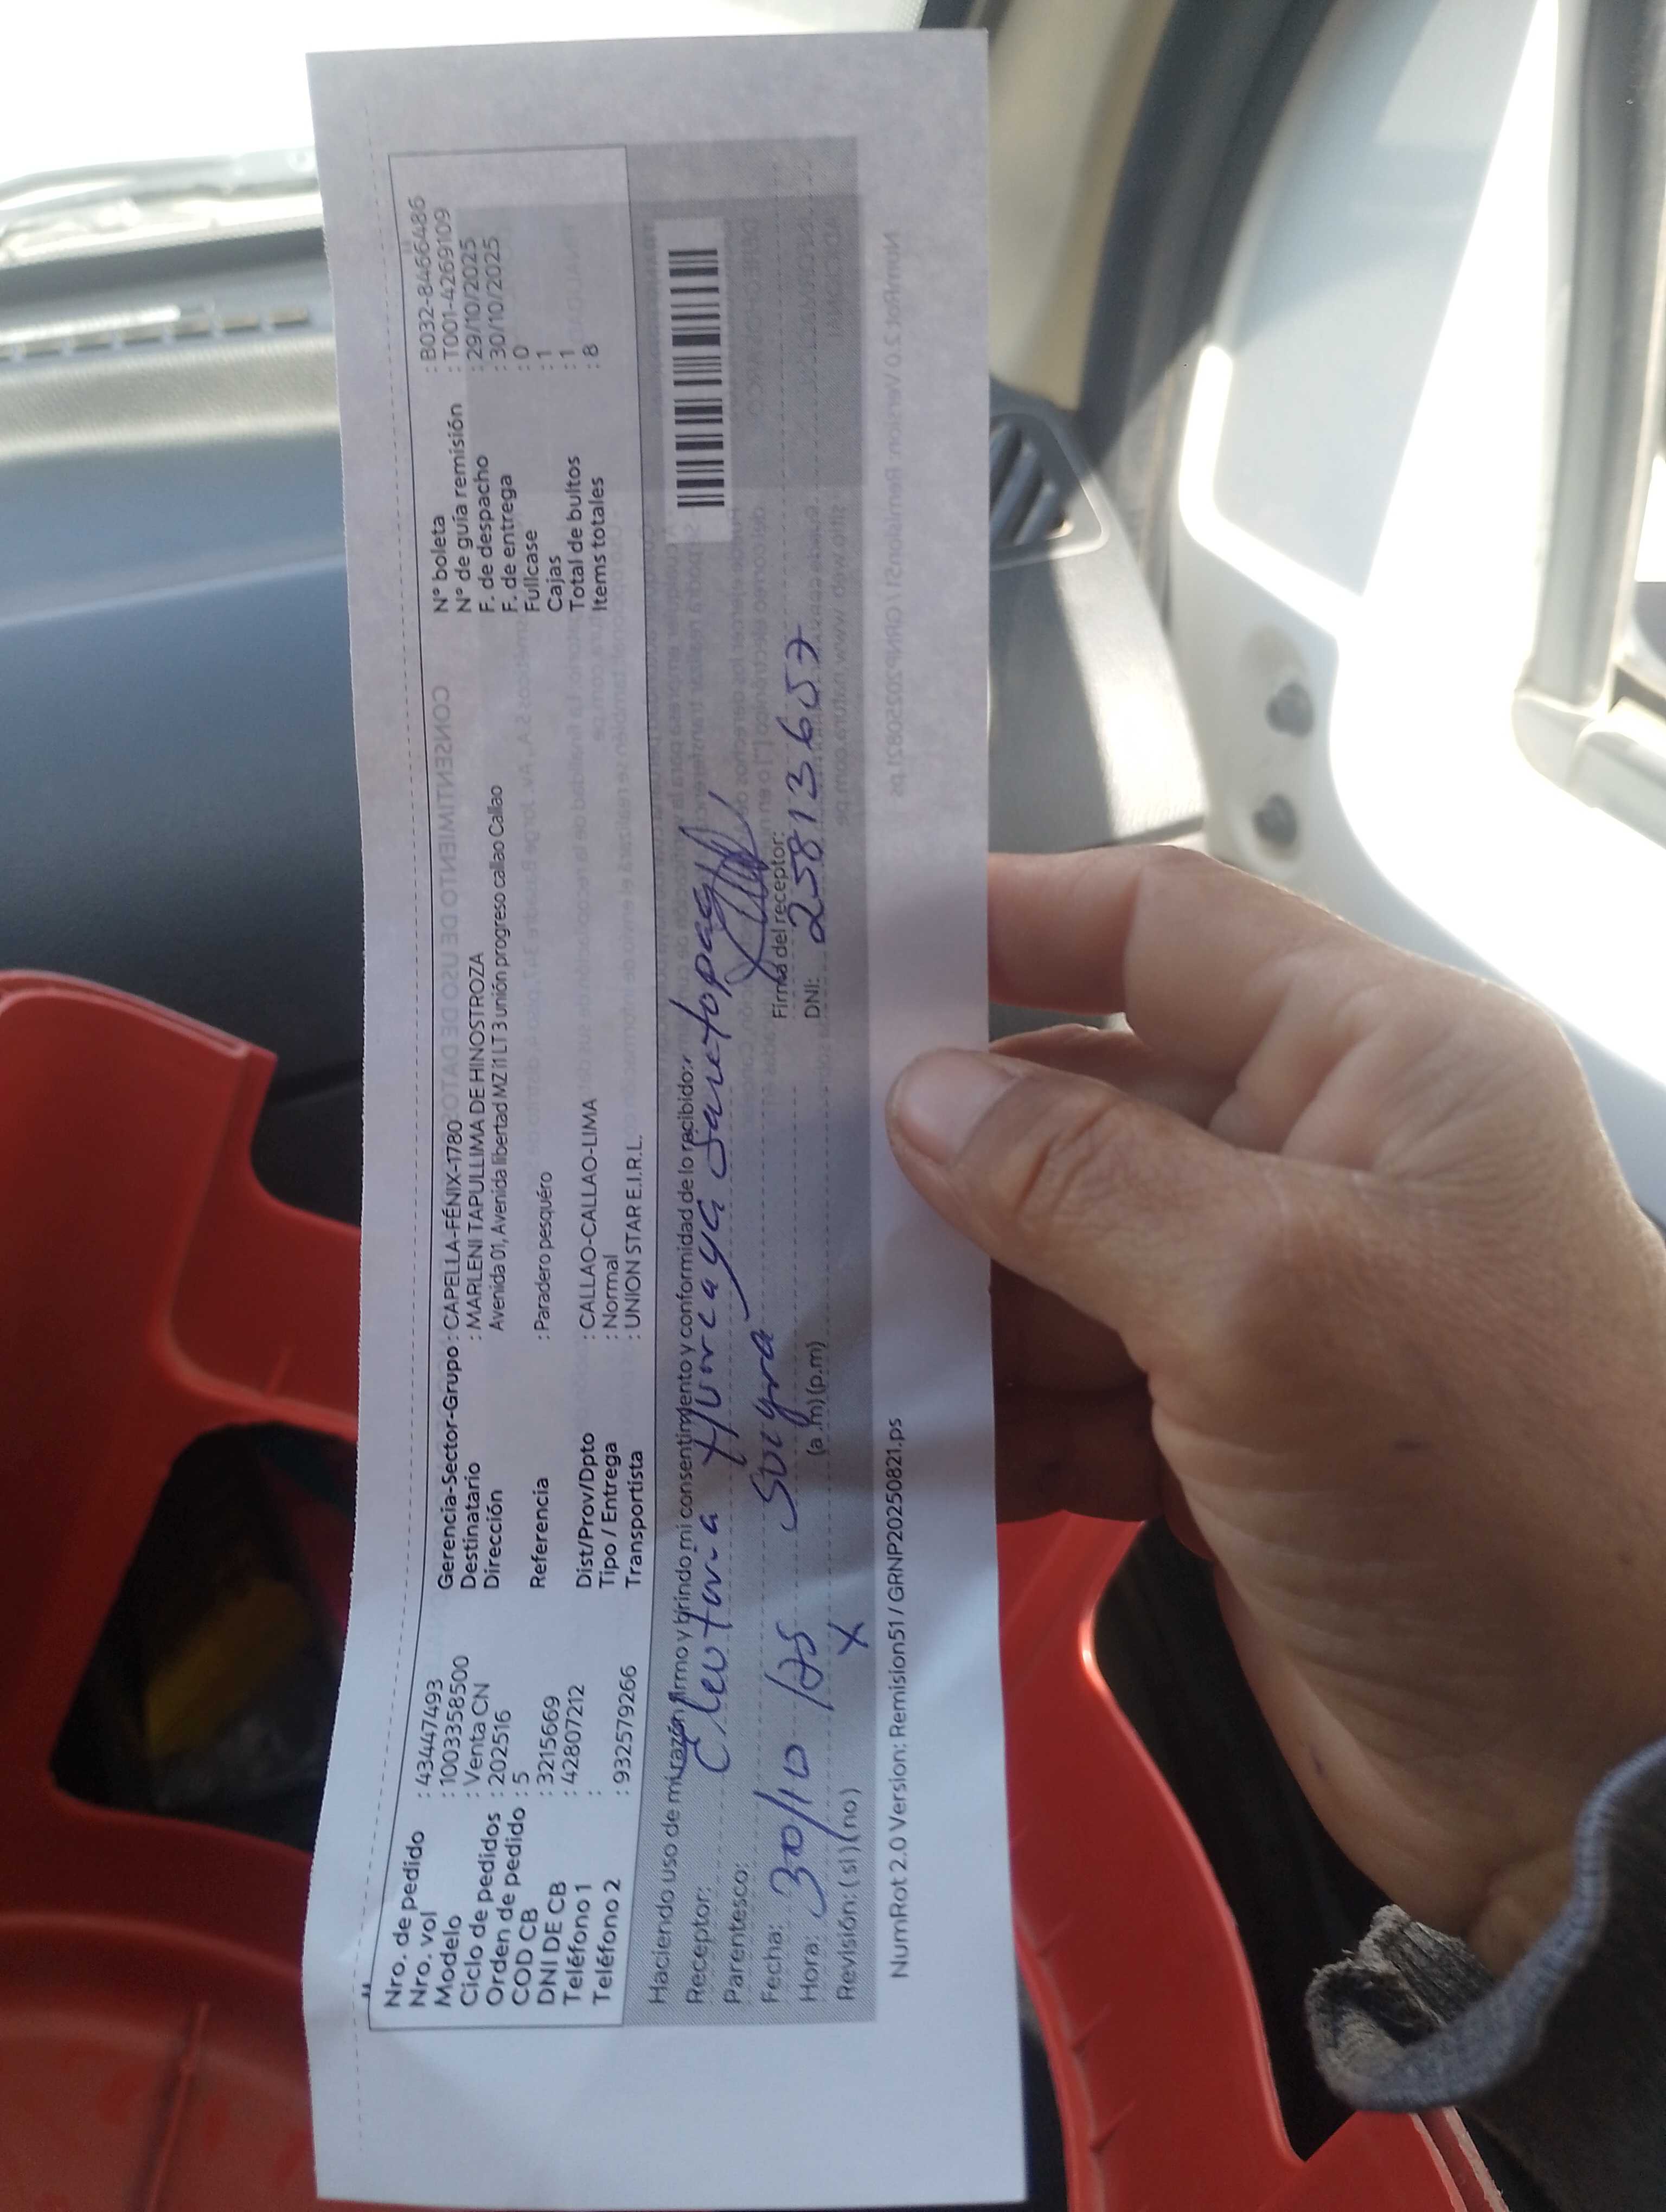 Nro. de pedido : 43447493
Nro. vol : 1003358500
Modelo : Venta CN
Ciclo de pedidos : 202516
Orden de pedido : 5
COD CB : 3215669
DNI DE CB : 42807212
Teléfono 1 :
Teléfono 2 : 932579266
Gerencia-Sector-Grupo : CAPELLA-FÉNIX-1780
Destinatario : MARLENI TAPULLIMA DE HINOSTROZA
Dirección Avenida 01, Avenida libertad MZ i1 LT 3 unión progreso callao Callao
Referencia : Paradero pesquéro
Dist/Prov/Dpto : CALLAO-CALLAO-LIMA
Tipo / Entrega : Normal
Transportista : UNION STAR E.I.R.L.
N° boleta : B032-84666486
N° de guía remisión : T001-4269109
F. de despacho : 29/10/2025
F. de entrega : 30/10/2025
Fullcase : 0
Cajas : 1
Total de bultos : 1
Items totales : 8
Haciendo uso de mi razón firmo y brindo mi consentimiento y conformidad de lo recibido:
Receptor:
Parentesco: Suegra
Fecha: 30/10/25
Firma del receptor:
Hora: (a.m) (p.m)
DNI: 25813657
Revisión: (si) (no) X
NumRot 2.0 Version: Remision51 / GRNP20250821.ps